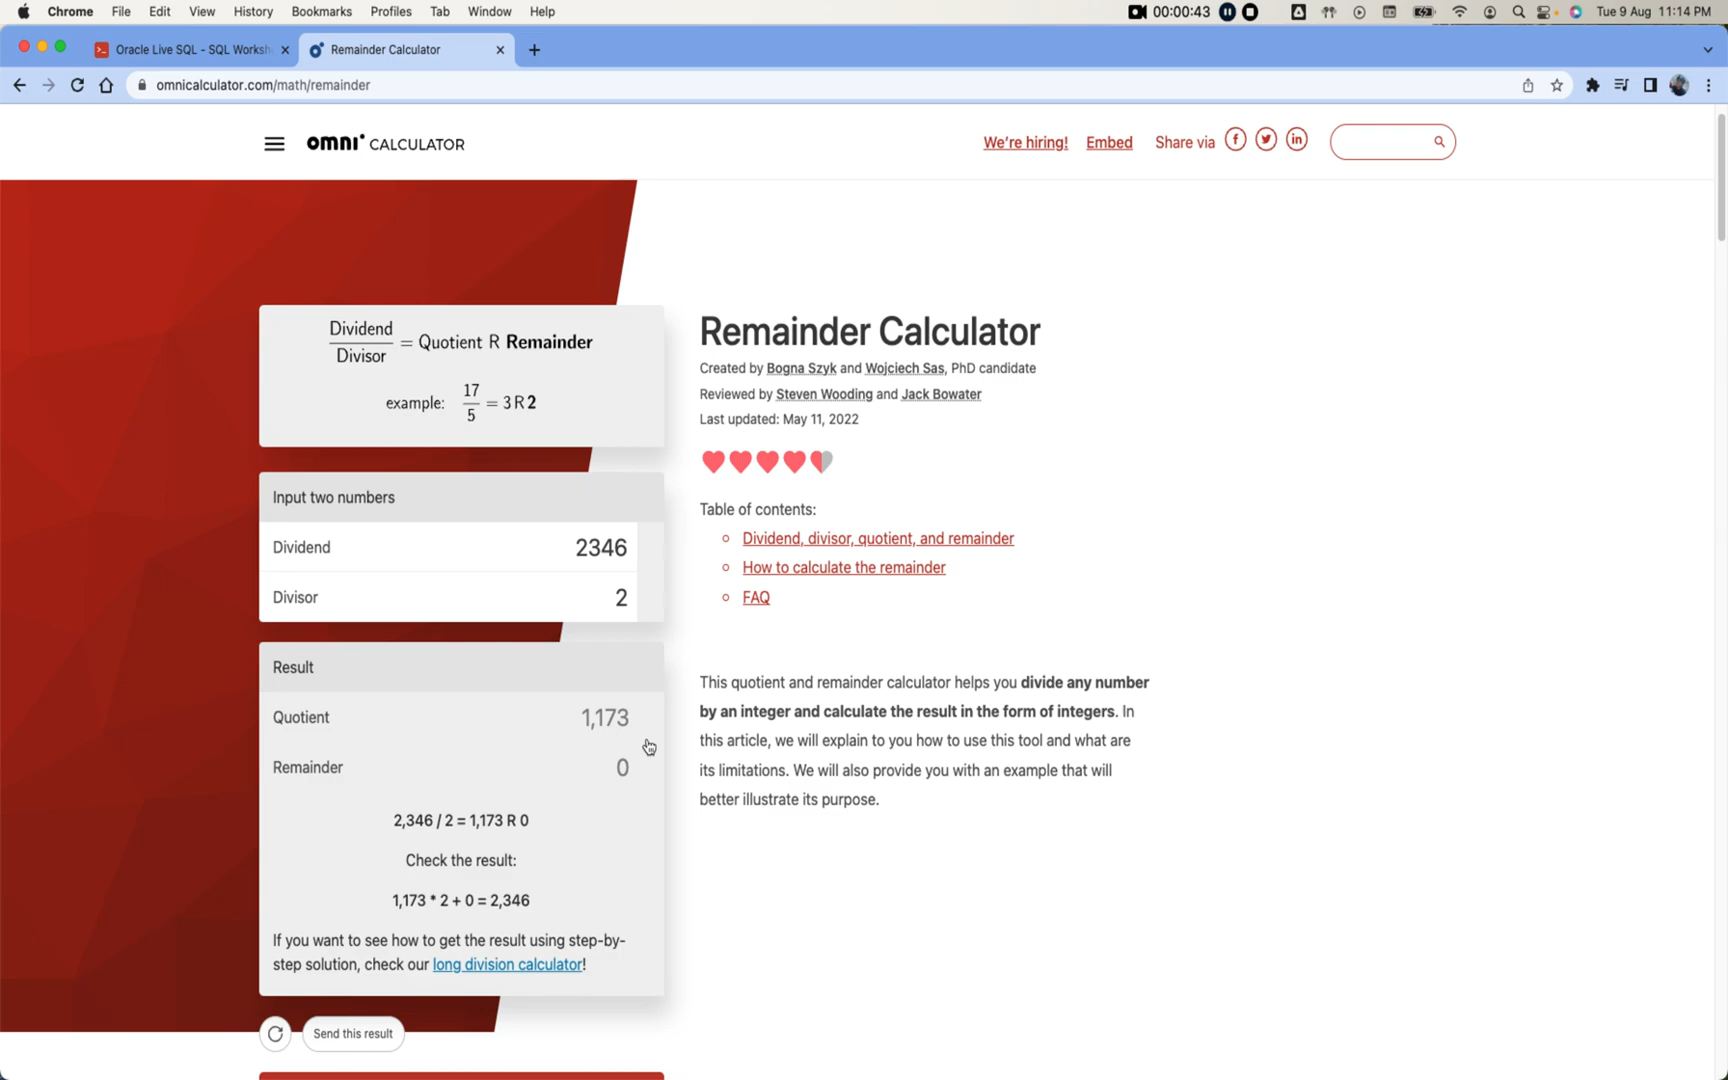 Chrome File Edit View History Bookmarks Profiles Tab Window Help 00:00:43 Tue 9 Aug 11:14 PM
Oracle Live SQL - SQL Worksh Remainder Calculator
omnicalculator.com/math/remainder
omni CALCULATOR We're hiring! Embed Share via
Dividend
Divisor
= Quotient R Remainder
example: 17
5
= 3 R 2
Input two numbers
Dividend 2346
Divisor 2
Result
Quotient 1,173
Remainder 0
2,346 / 2 = 1,173 R 0
Check the result:
1,173 * 2 + 0 = 2,346
If you want to see how to get the result using step-by-
step solution, check our long division calculator!
Send this result
Remainder Calculator
Created by Bogna Szyk and Wojciech Sas, PhD candidate
Reviewed by Steven Wooding and Jack Bowater
Last updated: May 11, 2022
Table of contents:
Dividend, divisor, quotient, and remainder
How to calculate the remainder
FAQ
This quotient and remainder calculator helps you divide any number
by an integer and calculate the result in the form of integers. In
this article, we will explain to you how to use this tool and what are
its limitations. We will also provide you with an example that will
better illustrate its purpose.